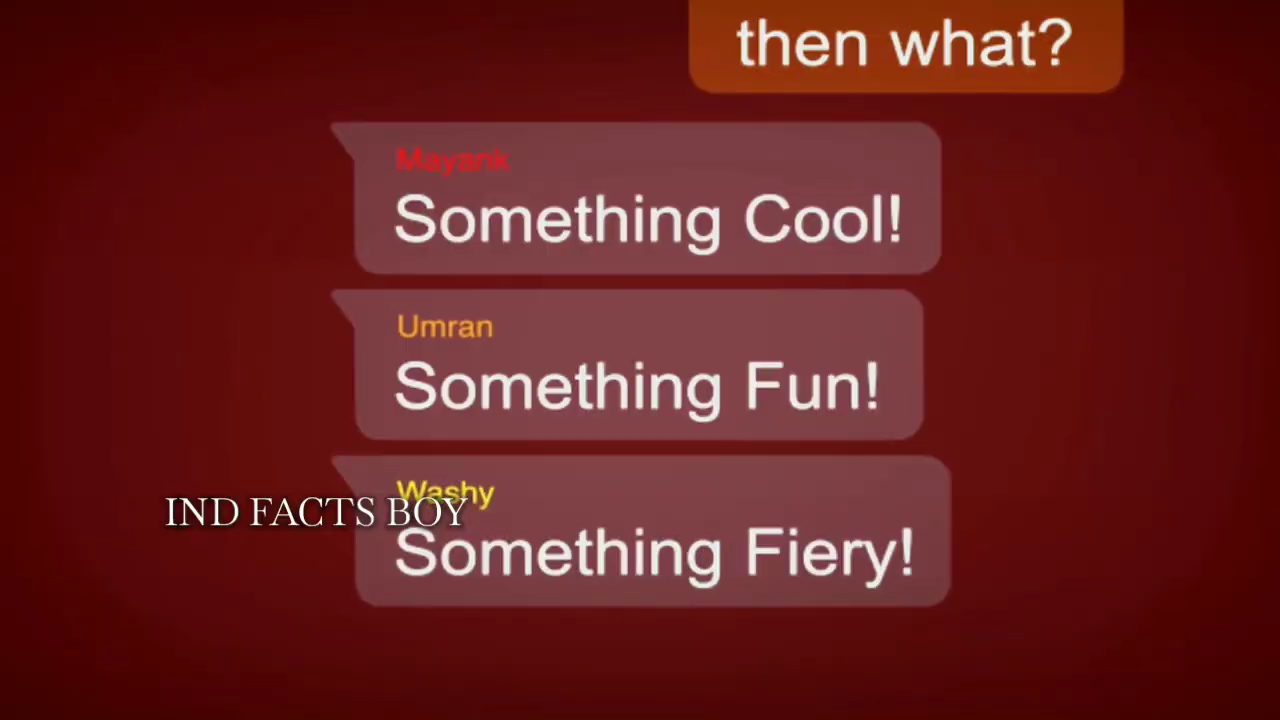 then what?
Mayank
Something Cool!
Umran
Something Fun!
Washy
IND FACTS BOY
Something Fiery!